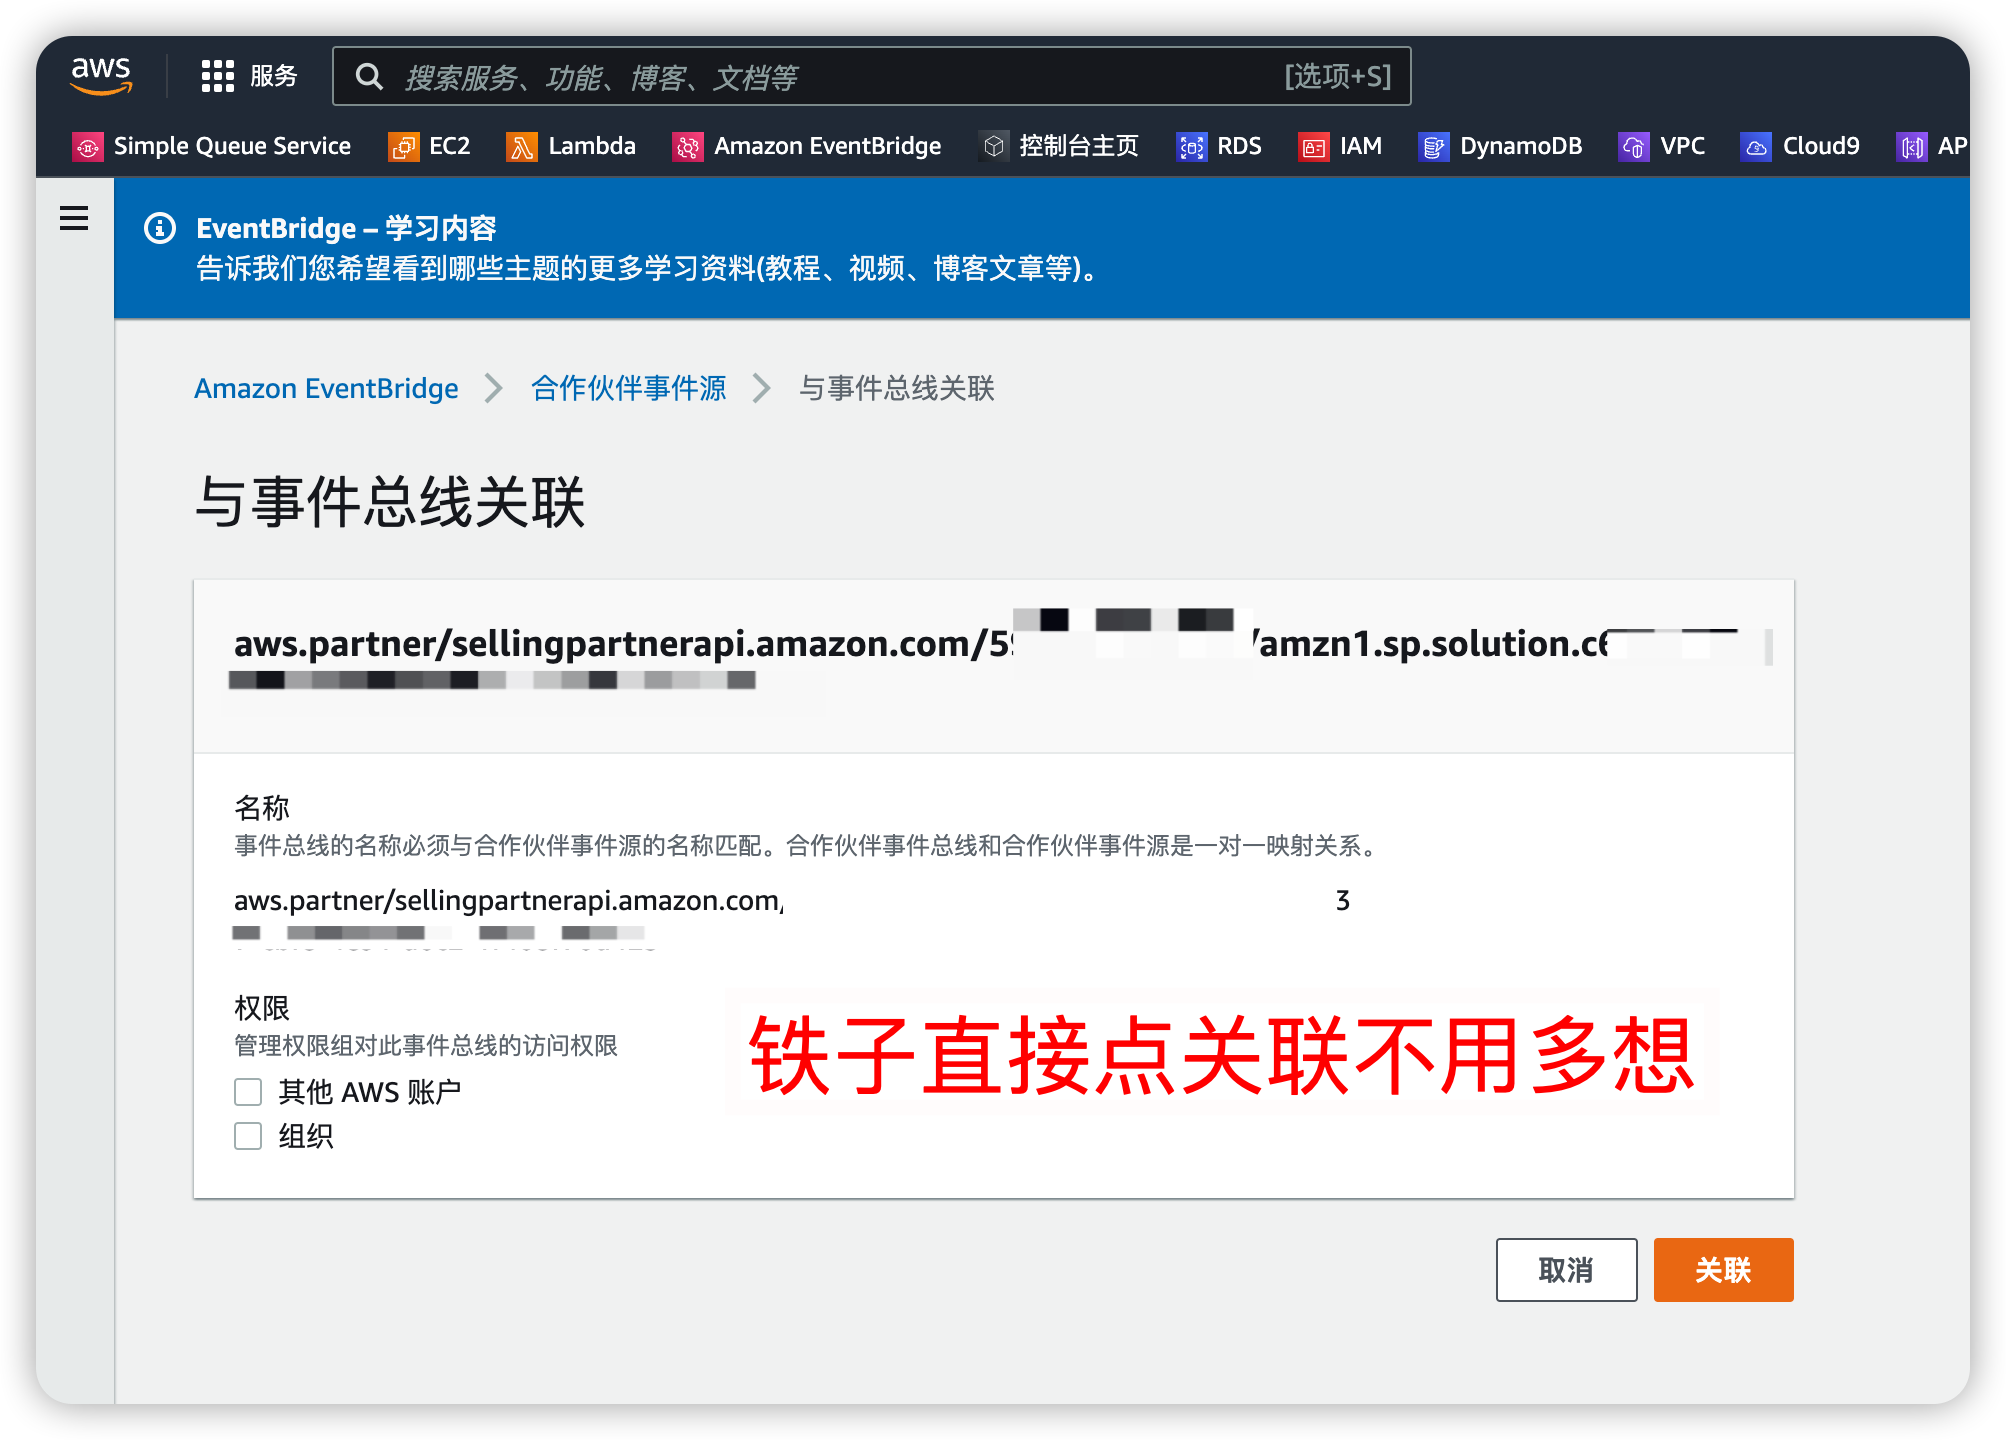 aws
服务
搜索服务、功能、博客、文档等
[选项+S]
Simple Queue Service
EC2
Lambda
Amazon EventBridge
控制台主页
RDS
IAM
DynamoDB
VPC
Cloud9
AP
EventBridge – 学习内容
告诉我们您希望看到哪些主题的更多学习资料(教程、视频、博客文章等)。
Amazon EventBridge
合作伙伴事件源
与事件总线关联
与事件总线关联
aws.partner/sellingpartnerapi.amazon.com/59 /amzn1.sp.solution.c6
名称
事件总线的名称必须与合作伙伴事件源的名称匹配。合作伙伴事件总线和合作伙伴事件源是一对一映射关系。
aws.partner/sellingpartnerapi.amazon.com/ 3
权限
管理权限组对此事件总线的访问权限
其他 AWS 账户
组织
铁子直接点关联不用多想
取消
关联